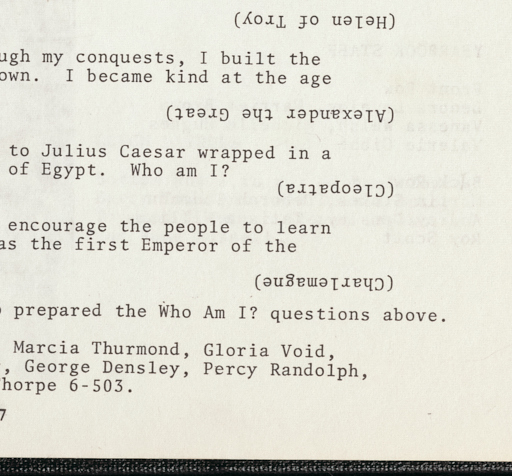 (Helen of Troy)
ugh my conquests, I built the
own. I became kind at the age
(Alexander the Great)
to Julius Caesar wrapped in a
of Egypt. Who am I?
(Cleopatra)
encourage the people to learn
as the first Emperor of the
(Charlemagne)
prepared the Who Am I? questions above.
Marcia Thurmond, Gloria Void,
, George Densley, Percy Randolph,
Thorpe 6-503.
7